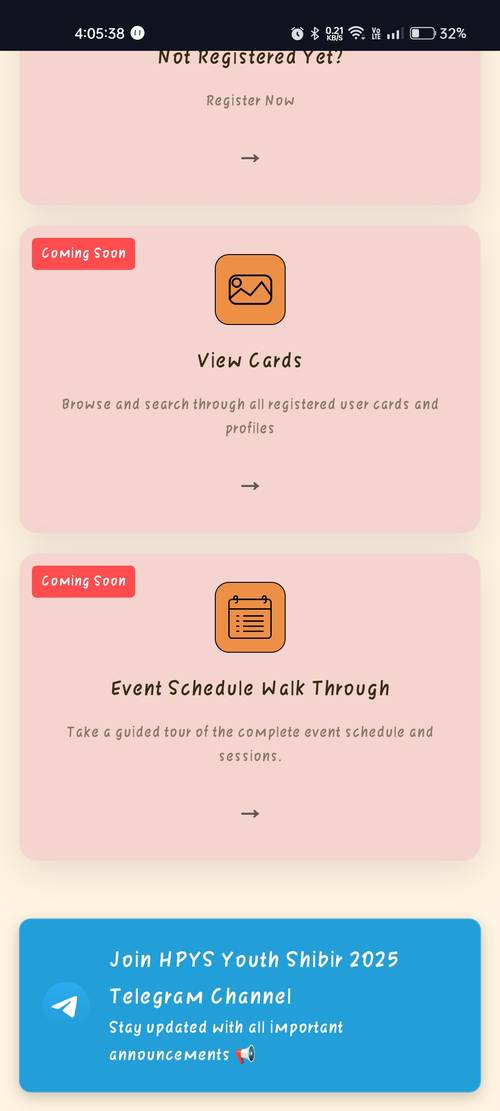 4:05:38
0.21
KB/S
Vo
LTE
32%
Not Registered Yet?
Register Now
→
Coming Soon
View Cards
Browse and search through all registered user cards and
profiles
→
Coming Soon
Event Schedule Walk Through
Take a guided tour of the complete event schedule and
sessions.
→
Join HPYS Youth Shibir 2025
Telegram Channel
Stay updated with all important
announcements 📢